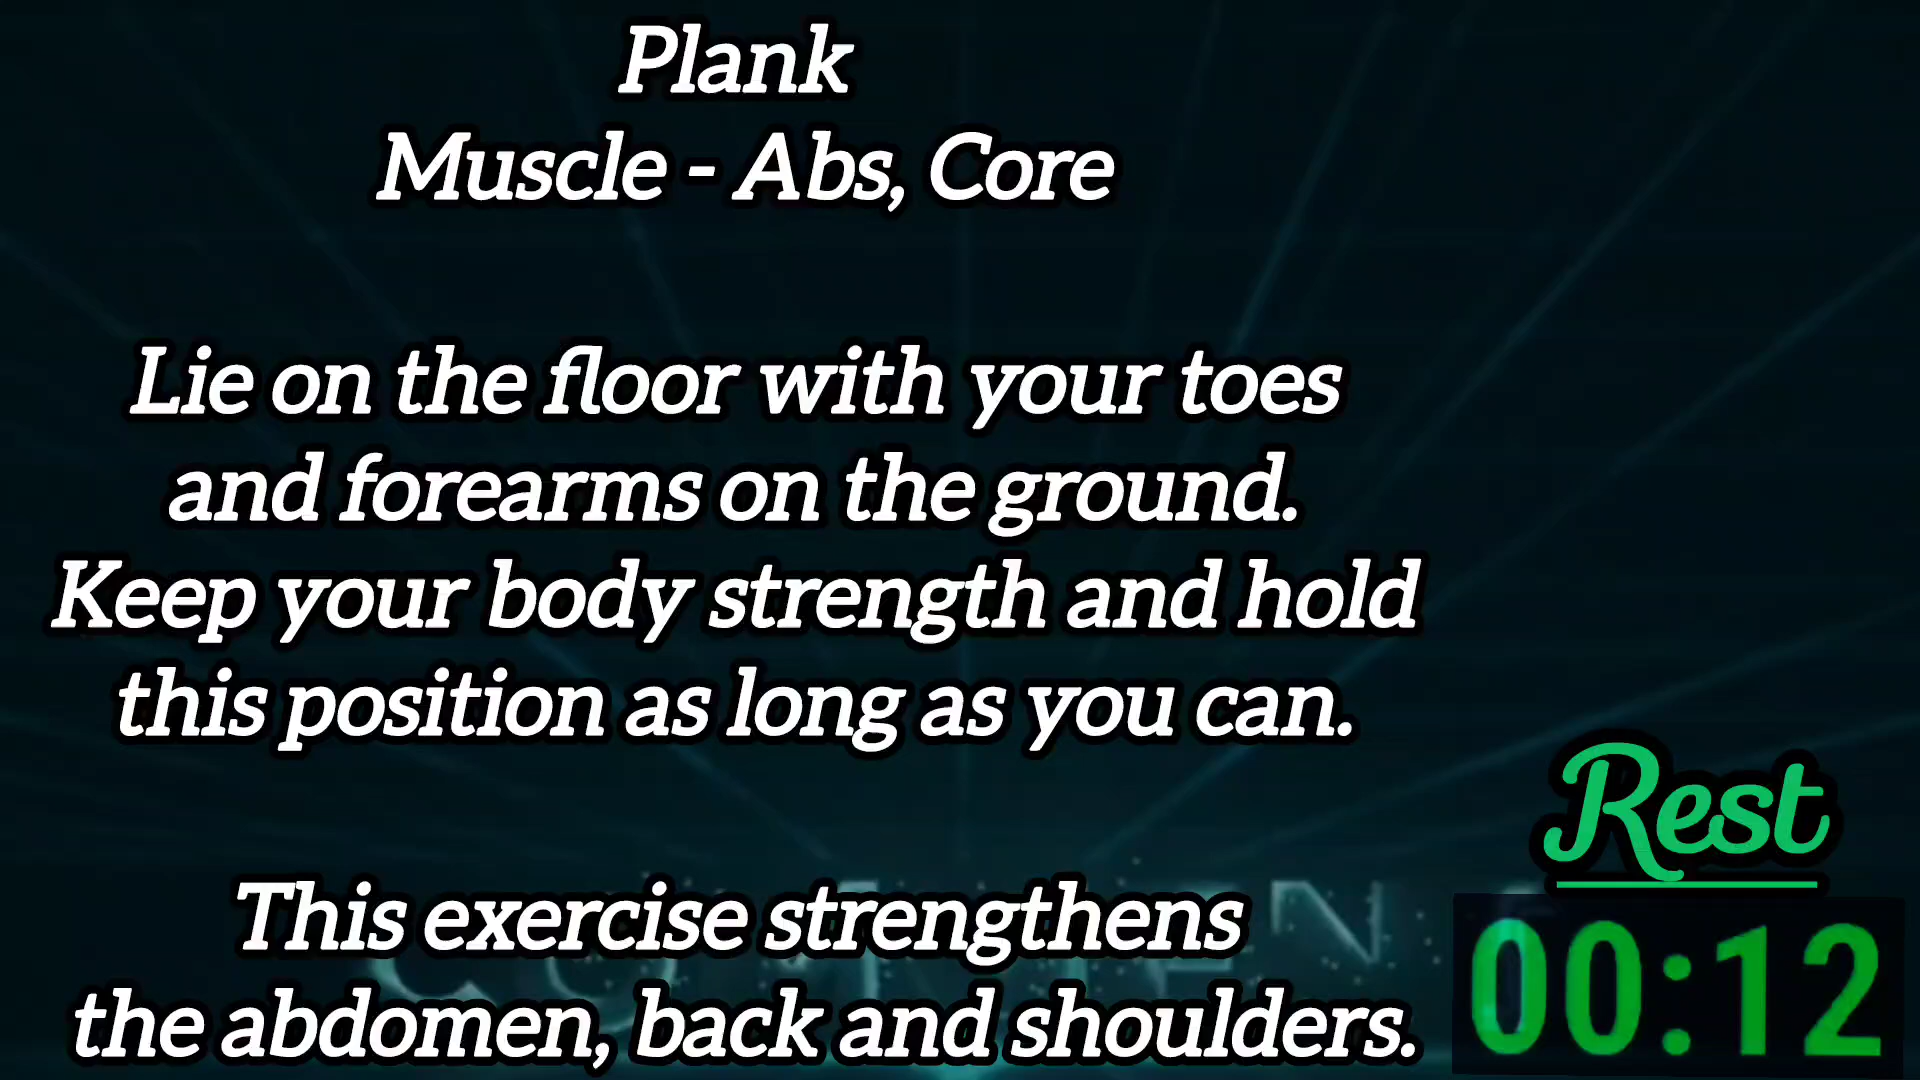 Plank
Muscle - Abs, Core
Lie on the floor with your toes
and forearms on the ground.
Keep your body strength and hold
this position as long as you can.
This exercise strengthens
the abdomen, back and shoulders.
Rest
00:12